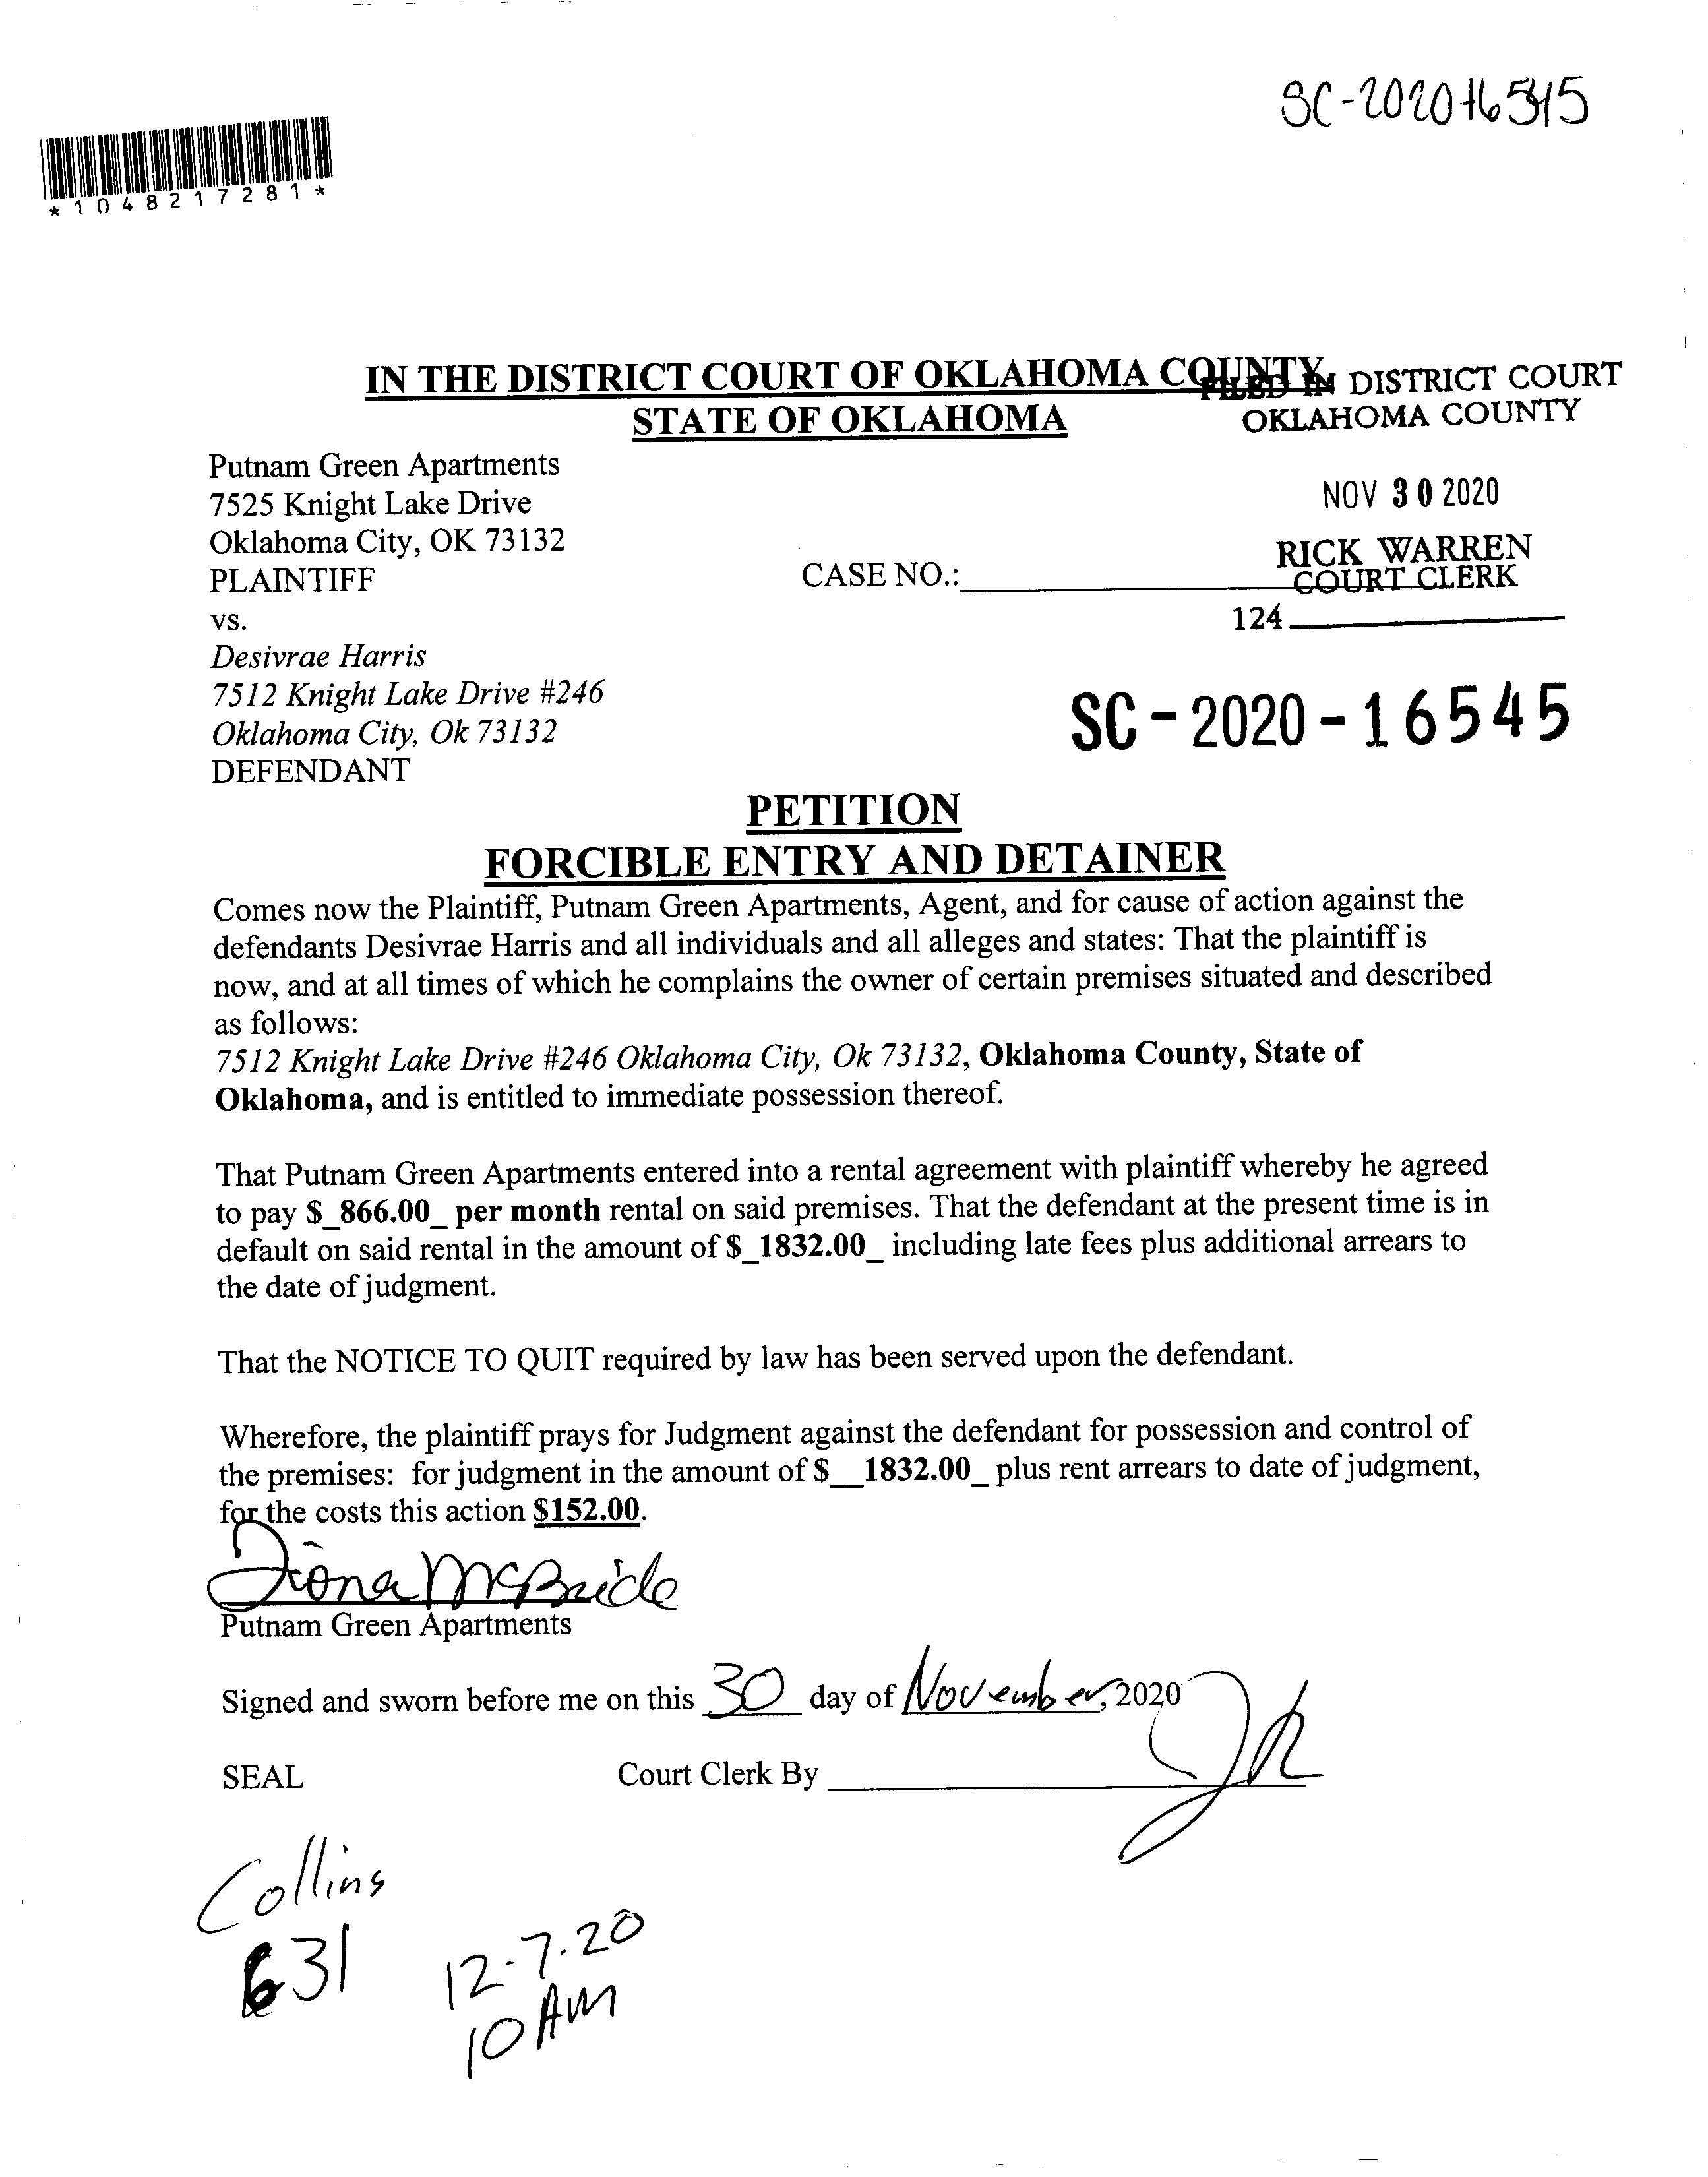 SC-2020-16545
*1048217281*
IN THE DISTRICT COURT OF OKLAHOMA COUNTY
STATE OF OKLAHOMA
FILED IN DISTRICT COURT
OKLAHOMA COUNTY
Putnam Green Apartments
7525 Knight Lake Drive
NOV 30 2020
Oklahoma City, OK 73132
RICK WARREN
COURT CLERK
PLAINTIFF
CASE NO.:
vs.
124
Desivrae Harris
7512 Knight Lake Drive #246
Oklahoma City, Ok 73132
SC-2020-16545
DEFENDANT
PETITION
FORCIBLE ENTRY AND DETAINER
Comes now the Plaintiff, Putnam Green Apartments, Agent, and for cause of action against the
defendants Desivrae Harris and all individuals and all alleges and states: That the plaintiff is
now, and at all times of which he complains the owner of certain premises situated and described
as follows:
7512 Knight Lake Drive #246 Oklahoma City, Ok 73132, Oklahoma County, State of
Oklahoma, and is entitled to immediate possession thereof.
That Putnam Green Apartments entered into a rental agreement with plaintiff whereby he agreed
to pay $_866.00_ per month rental on said premises. That the defendant at the present time is in
default on said rental in the amount of $_1832.00_ including late fees plus additional arrears to
the date of judgment.
That the NOTICE TO QUIT required by law has been served upon the defendant.
Wherefore, the plaintiff prays for Judgment against the defendant for possession and control of
the premises: for judgment in the amount of $__1832.00_ plus rent arrears to date of judgment,
for the costs this action $152.00.
McBride
Putnam Green Apartments
Signed and sworn before me on this 30 day of November, 2020
SEAL
Court Clerk By
Collins
631
12-7-20
10 AM